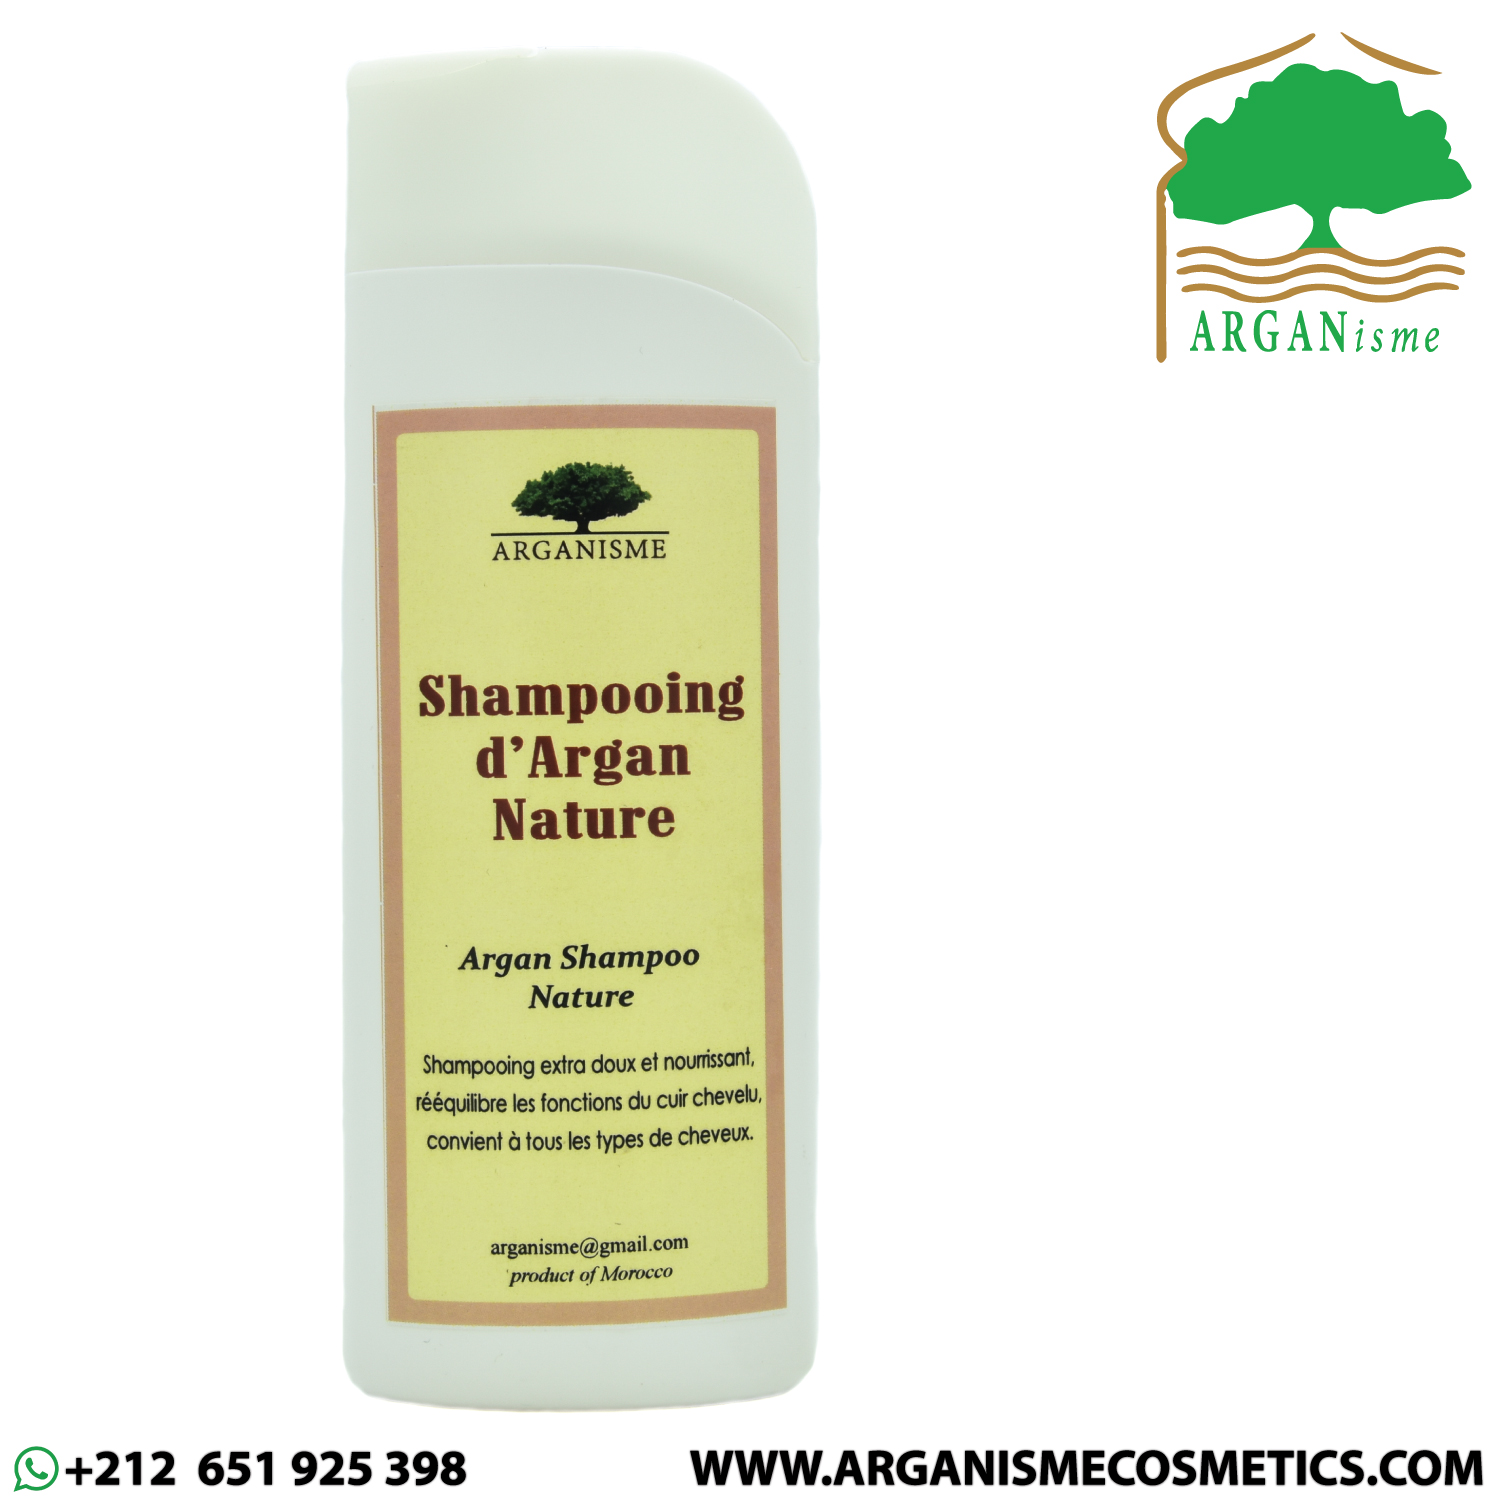 ARGANisme
ARGANISME
Shampooing
d’Argan
Nature
Argan Shampoo
Nature
Shampooing extra doux et nourrissant,
rééquilibre les fonctions du cuir chevelu,
convient à tous les types de cheveux.
arganisme@gmail.com
product of Morocco
+212 651 925 398
WWW.ARGANISMECOSMETICS.COM